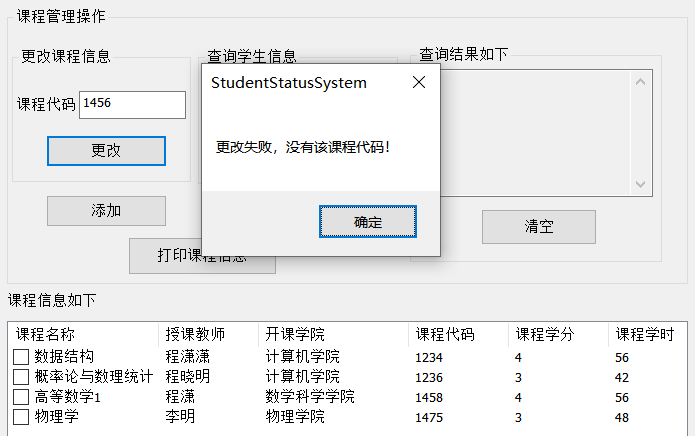 课程管理操作
更改课程信息
查询学生信息
查询结果如下
StudentStatusSystem
课程代码 1456
更改失败，没有该课程代码！
更改
确定
添加
清空
打印课程信息
课程信息如下
课程名称 授课教师 开课学院 课程代码 课程学分 课程学时
数据结构 程潇潇 计算机学院 1234 4 56
概率论与数理统计 程晓明 计算机学院 1236 3 42
高等数学1 程潇 数学科学学院 1458 4 56
物理学 李明 物理学院 1475 3 48